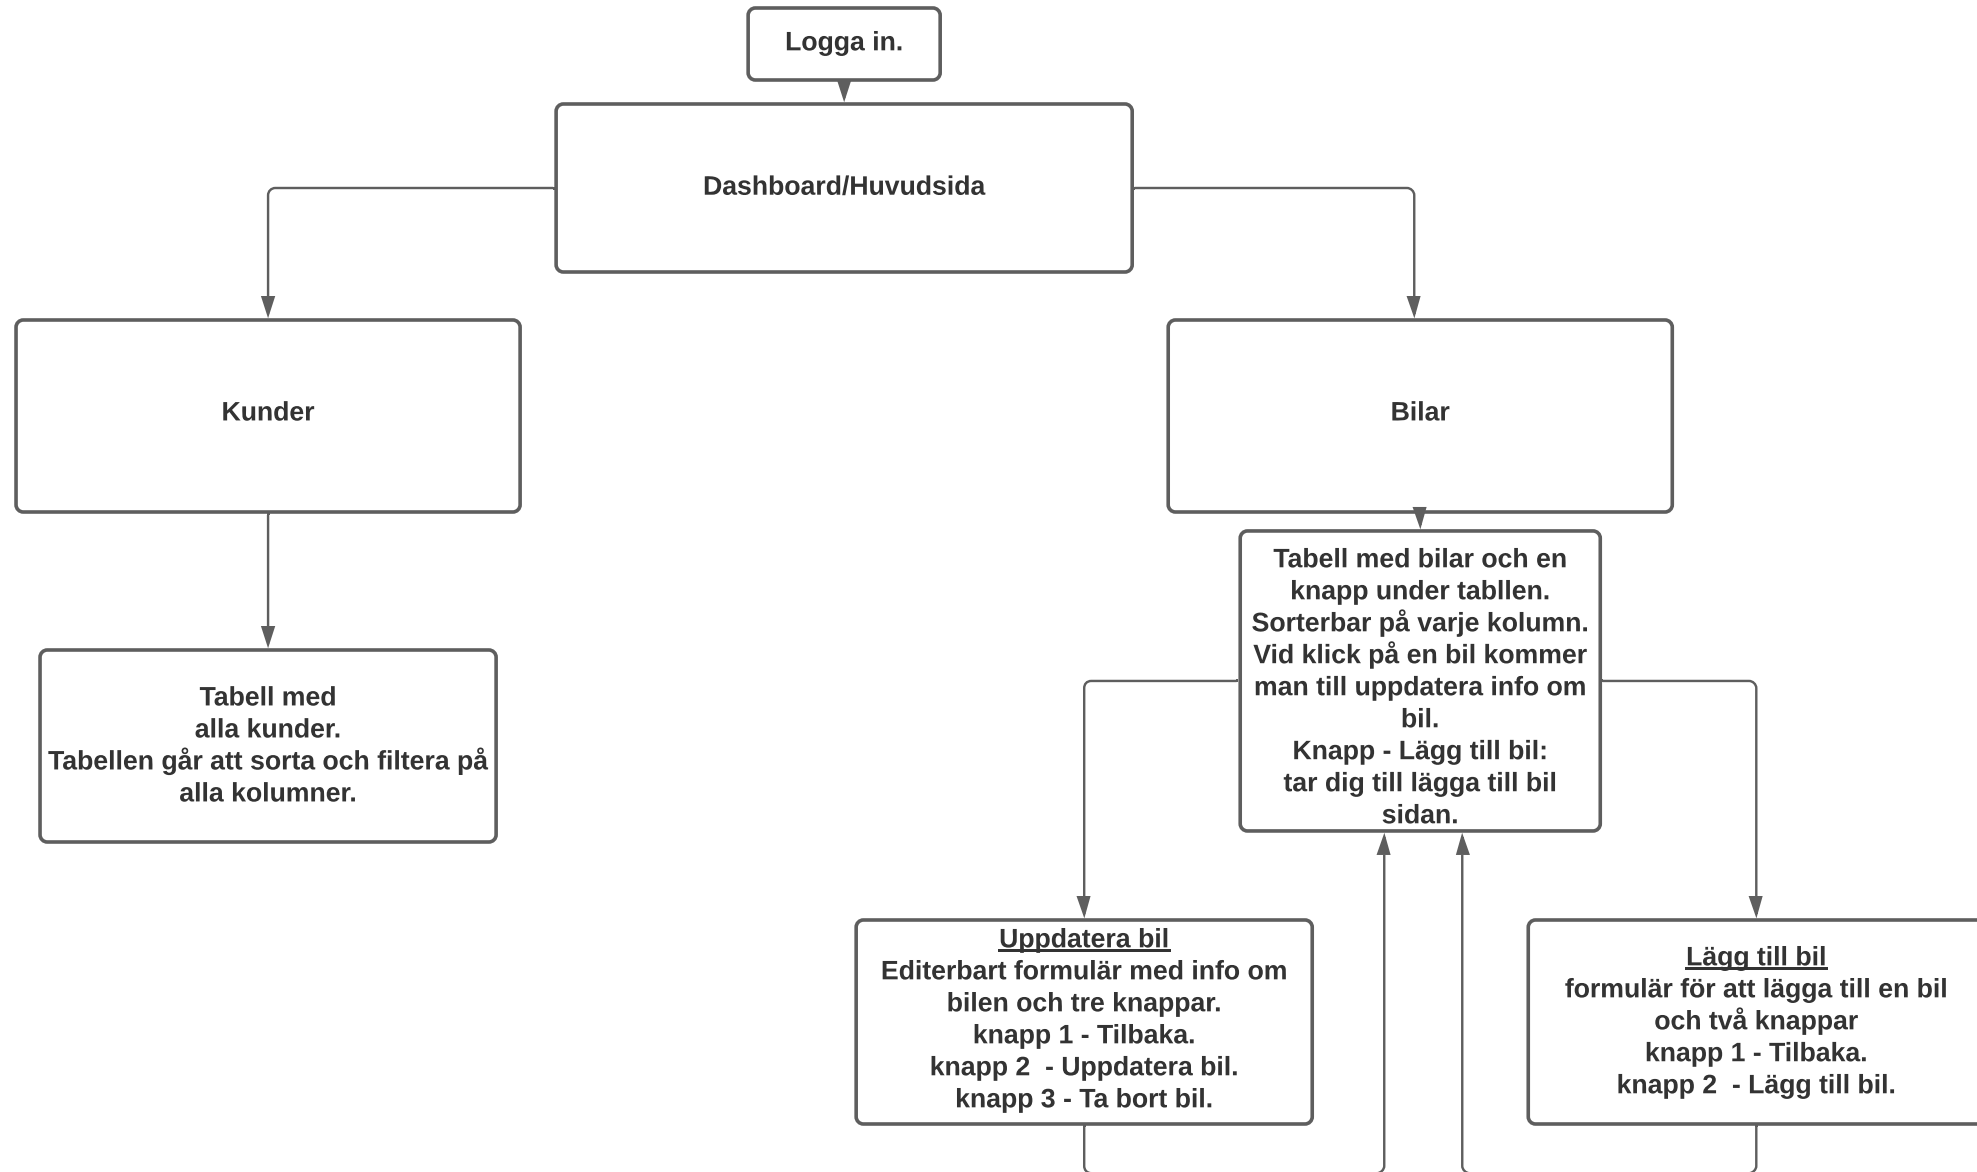 Logga in.
Dashboard/Huvudsida
Kunder
Bilar
Tabell med
alla kunder.
Tabellen går att sorta och filtera på
alla kolumner.
Tabell med bilar och en
knapp under tabllen.
Sorterbar på varje kolumn.
Vid klick på en bil kommer
man till uppdatera info om
bil.
Knapp - Lägg till bil:
tar dig till lägga till bil
sidan.
Uppdatera bil
Editerbart formulär med info om
bilen och tre knappar.
knapp 1 - Tilbaka.
knapp 2  - Uppdatera bil.
knapp 3 - Ta bort bil.
Lägg till bil
formulär för att lägga till en bil
och två knappar
knapp 1 - Tilbaka.
knapp 2  - Lägg till bil.